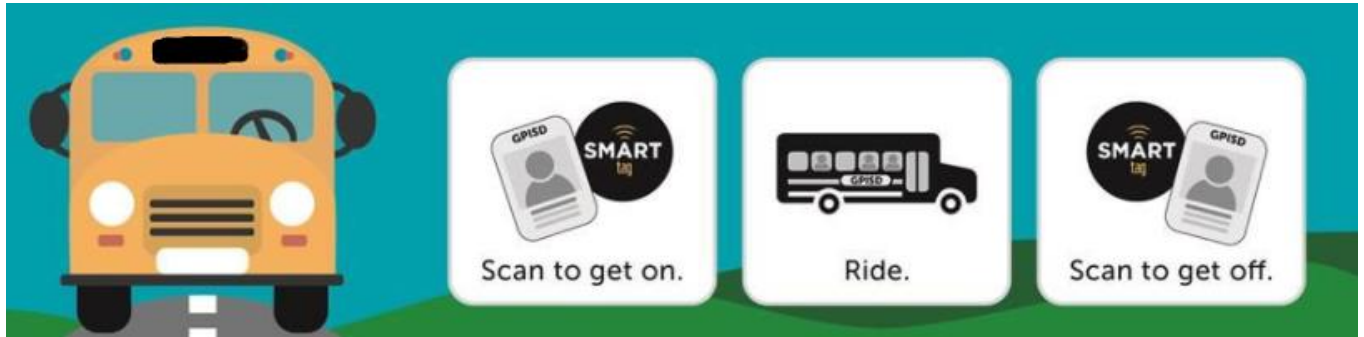 GPISD
SMART
tag
Scan to get on.
GPISD
Ride.
SMART
tag
GPISD
Scan to get off.